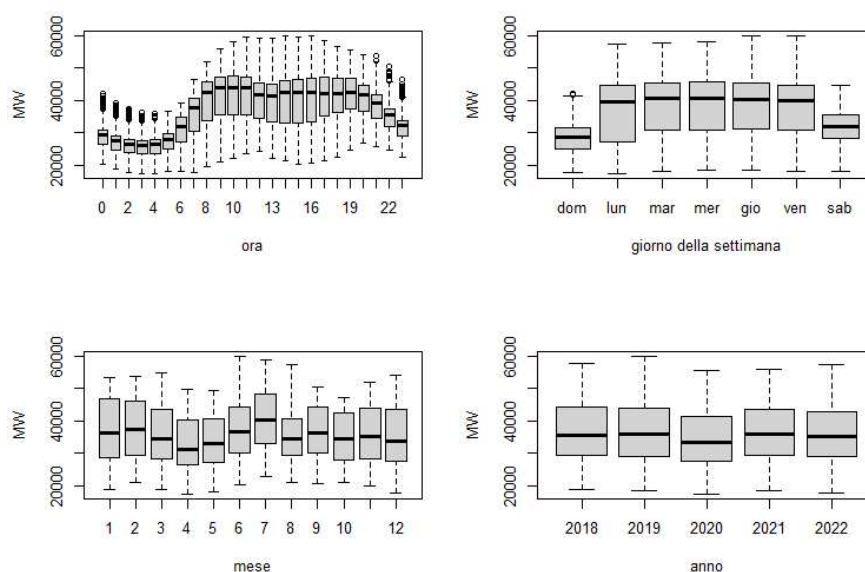 MW
60000
40000
20000
0 2 4 6 8 10 13 16 19 22
ora
MW
60000
40000
20000
dom lun mar mer gio ven sab
giorno della settimana
MW
60000
40000
20000
1 2 3 4 5 6 7 8 9 10 12
mese
MW
60000
40000
20000
2018 2019 2020 2021 2022
anno